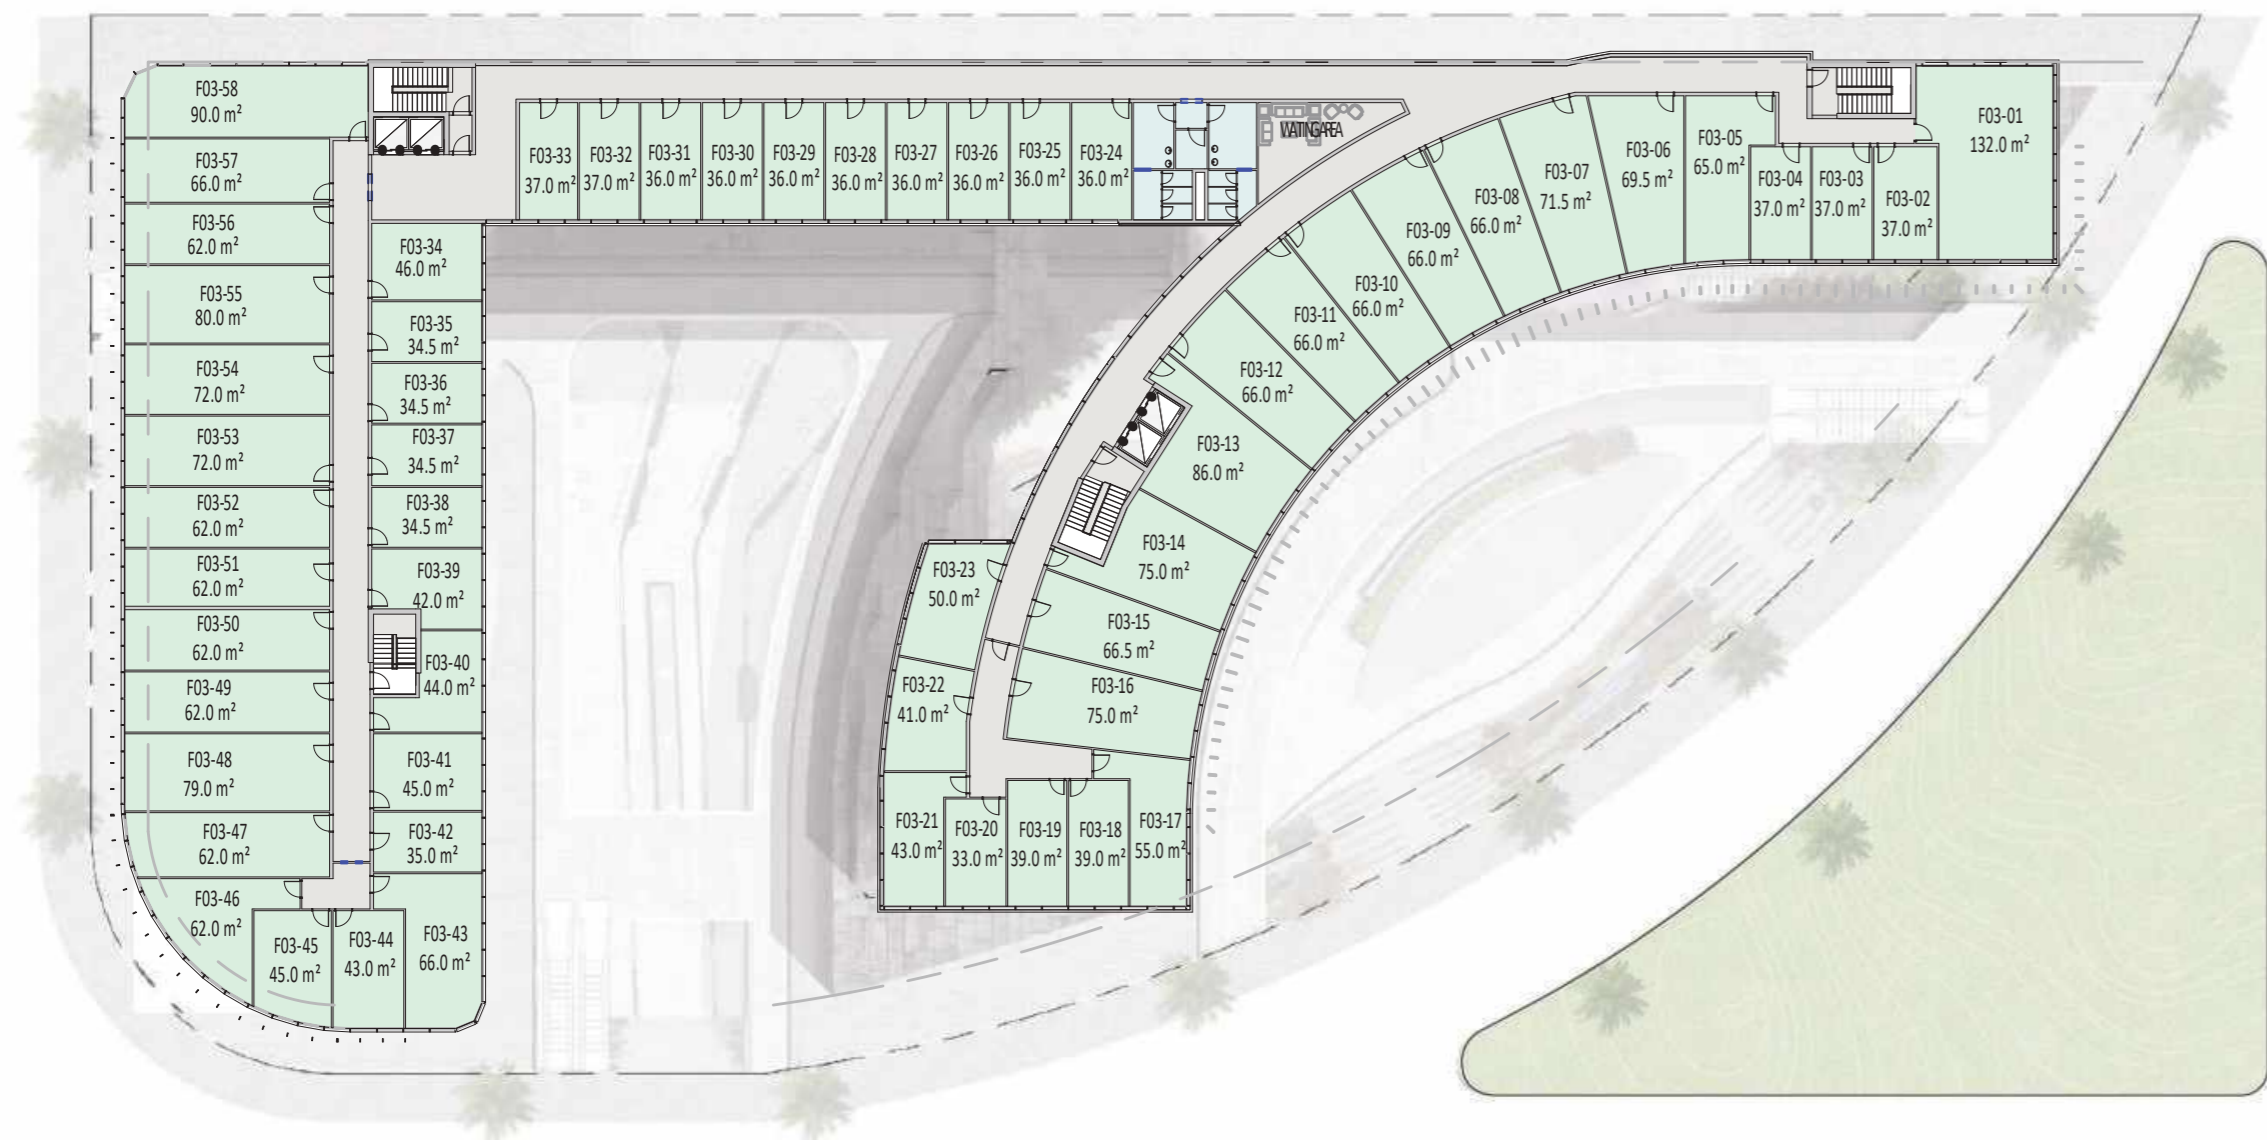 F03-58
90.0 m²
F03-57
66.0 m²
F03-56
62.0 m²
F03-55
80.0 m²
F03-54
72.0 m²
F03-53
72.0 m²
F03-52
62.0 m²
F03-51
62.0 m²
F03-50
62.0 m²
F03-49
62.0 m²
F03-48
79.0 m²
F03-47
62.0 m²
F03-46
62.0 m²
F03-45
45.0 m²
F03-44
43.0 m²
F03-43
66.0 m²
F03-34
46.0 m²
F03-35
34.5 m²
F03-36
34.5 m²
F03-37
34.5 m²
F03-38
34.5 m²
F03-39
42.0 m²
F03-40
44.0 m²
F03-41
45.0 m²
F03-42
35.0 m²
F03-33
37.0 m²
F03-32
37.0 m²
F03-31
36.0 m²
F03-30
36.0 m²
F03-29
36.0 m²
F03-28
36.0 m²
F03-27
36.0 m²
F03-26
36.0 m²
F03-25
36.0 m²
F03-24
36.0 m²
WATINGAREA
F03-01
132.0 m²
F03-02
37.0 m²
F03-03
37.0 m²
F03-04
37.0 m²
F03-05
65.0 m²
F03-06
69.5 m²
F03-07
71.5 m²
F03-08
66.0 m²
F03-09
66.0 m²
F03-10
66.0 m²
F03-11
66.0 m²
F03-12
66.0 m²
F03-13
86.0 m²
F03-14
75.0 m²
F03-15
66.5 m²
F03-16
75.0 m²
F03-23
50.0 m²
F03-22
41.0 m²
F03-21
43.0 m²
F03-20
33.0 m²
F03-19
39.0 m²
F03-18
39.0 m²
F03-17
55.0 m²